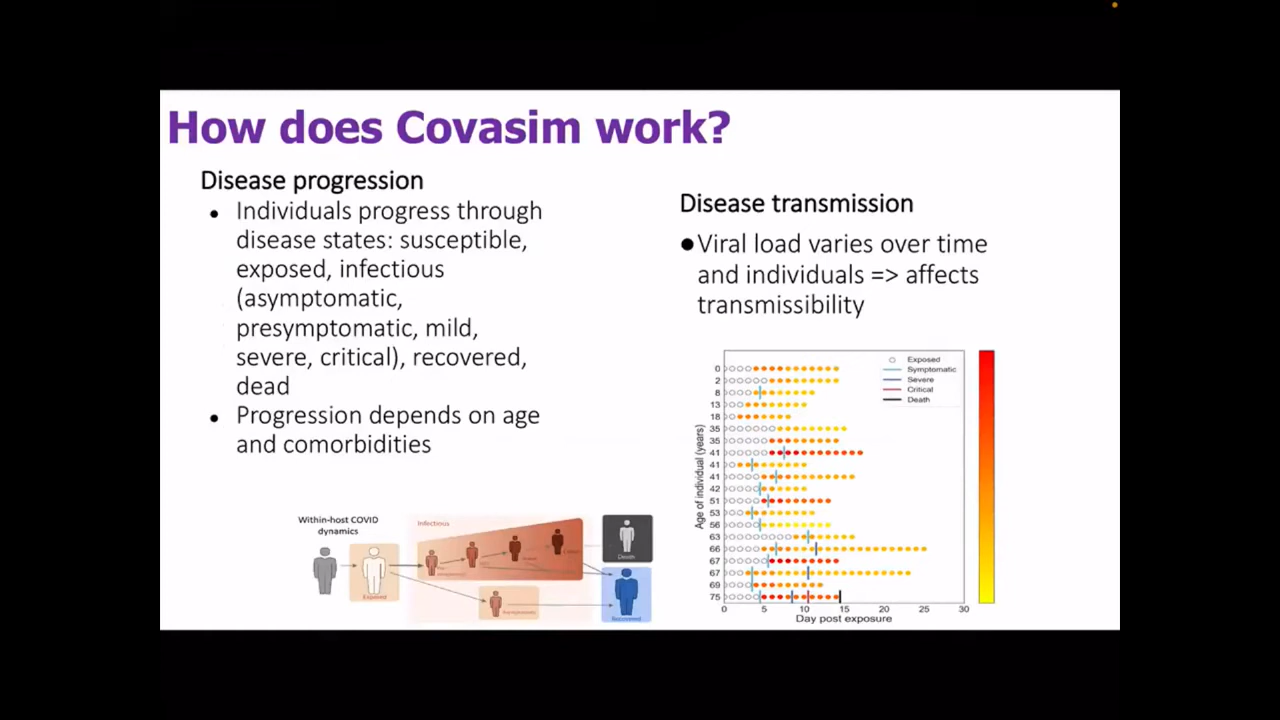 How does Covasim work?
Disease progression
● Individuals progress through
disease states: susceptible,
exposed, infectious
(asymptomatic,
presymptomatic, mild,
severe, critical), recovered,
dead
● Progression depends on age
and comorbidities
Within-host COVID
dynamics
Infectious
Exposed
Death
Recovered
Disease transmission
●Viral load varies over time
and individuals => affects
transmissibility
Exposed
Symptomatic
Severe
Critical
Death
Age of individual (years)
0
2
8
13
18
35
35
41
41
41
42
51
53
56
63
66
67
67
69
75
0 5 10 15 20 25 30
Day post exposure